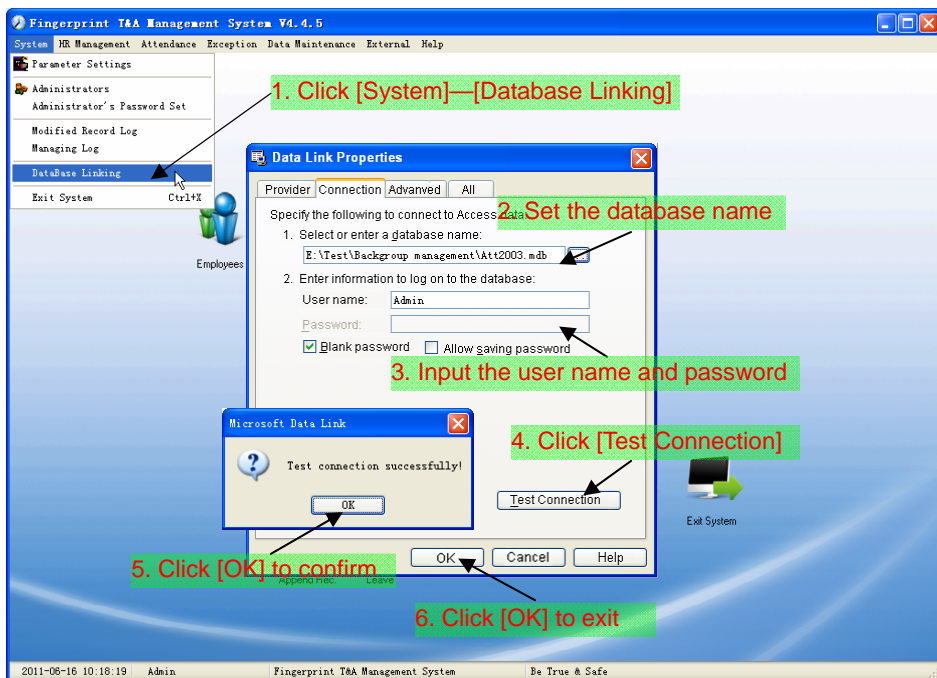 Fingerprint T&A Management System V4.4.5
System HR Management Attendance Exception Data Maintenance External Help
Parameter Settings
Administrators
Administrator's Password Set
Modified Record Log
Managing Log
DataBase Linking
Exit System Ctrl+X
1. Click [System]—[Database Linking]
Employees
Data Link Properties
Provider Connection Advanved All
Specify the following to connect to Access data
2. Set the database name
1. Select or enter a database name:
E:\Test\Backgroup management\Att2003.mdb ...
2. Enter information to log on to the database:
User name: Admin
Password:
Blank password Allow saving password
3. Input the user name and password
Microsoft Data Link
Test connection successfully!
OK
4. Click [Test Connection]
Test Connection
Exit System
5. Click [OK] to confirm
OK Cancel Help
Append Rec. Leave
6. Click [OK] to exit
2011-06-16 10:18:19 Admin Fingerprint T&A Management System Be True & Safe